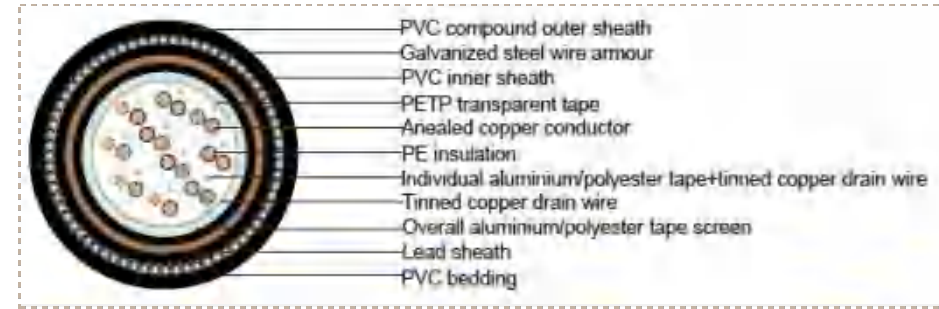 PVC compound outer sheath
Galvanized steel wire armour
PVC inner sheath
PETP transparent tape
Anealed copper conductor
PE insulation
Individual aluminium/polyester tape+tinned copper drain wire
Tinned copper drain wire
Overall aluminium/polyester tape screen
Lead sheath
PVC bedding